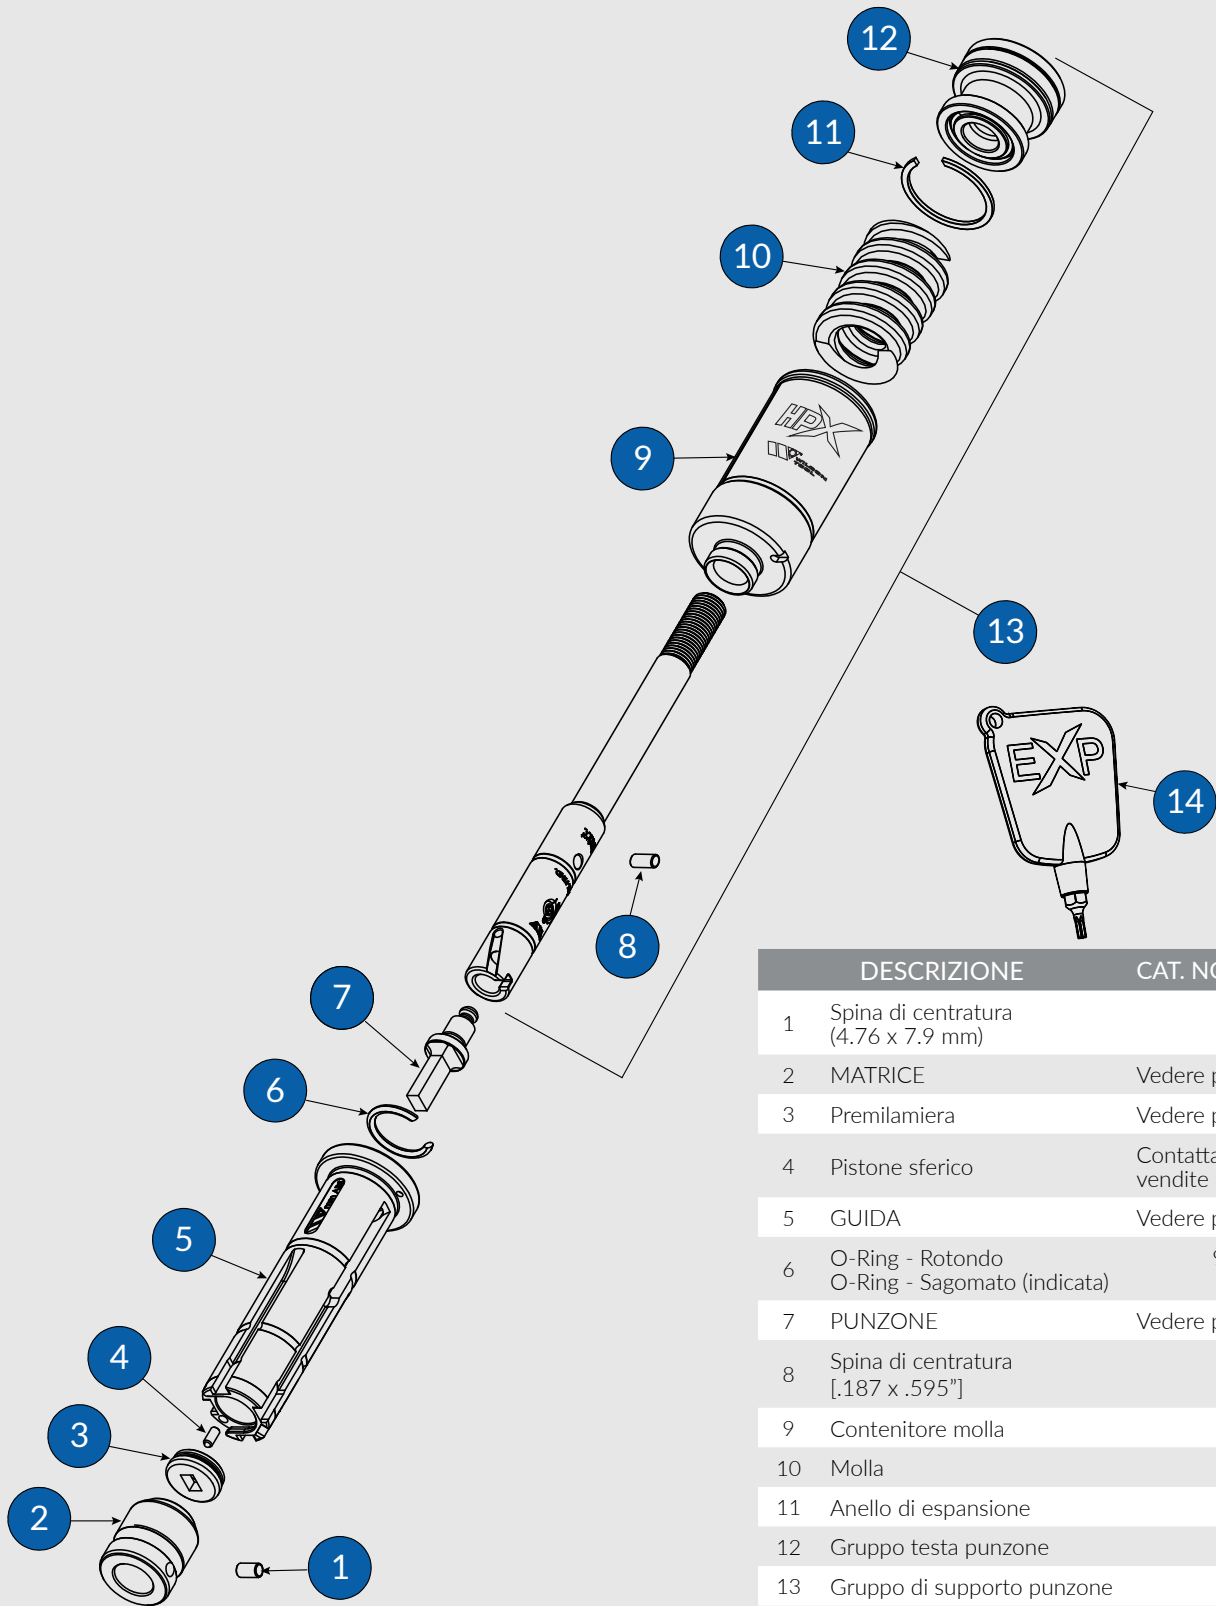 12
11
10
HPX
WILSON TOOL
9
13
EXP
14
8
7
6
5
4
3
2
1
DESCRIZIONE CAT. NO
1 Spina di centratura
(4.76 x 7.9 mm)
2 MATRICE Vedere p
3 Premilamiera Vedere p
4 Pistone sferico Contatta
vendite
5 GUIDA Vedere p
6 O-Ring - Rotondo
O-Ring - Sagomato (indicata)
7 PUNZONE Vedere p
8 Spina di centratura
[.187 x .595”]
9 Contenitore molla
10 Molla
11 Anello di espansione
12 Gruppo testa punzone
13 Gruppo di supporto punzone